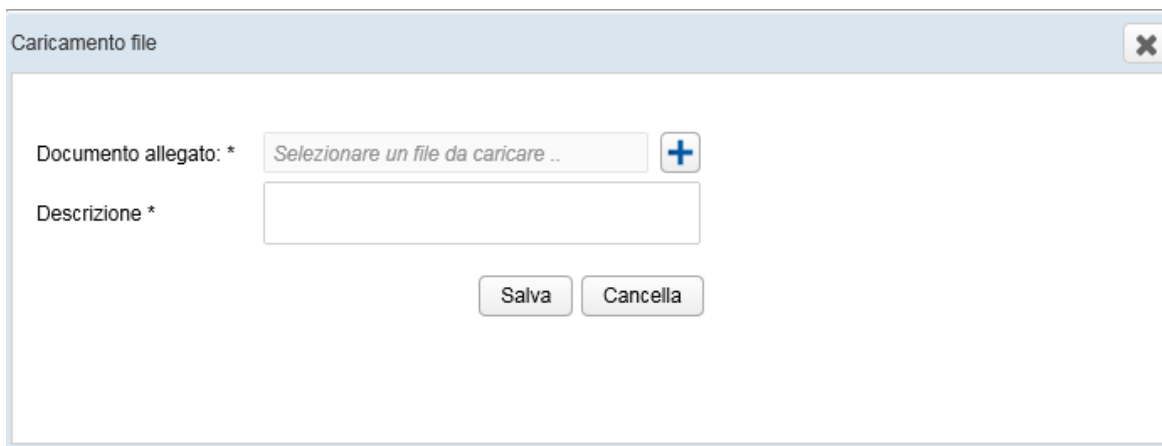 Caricamento file
Documento allegato: * Selezionare un file da caricare ..
Descrizione *
Salva Cancella